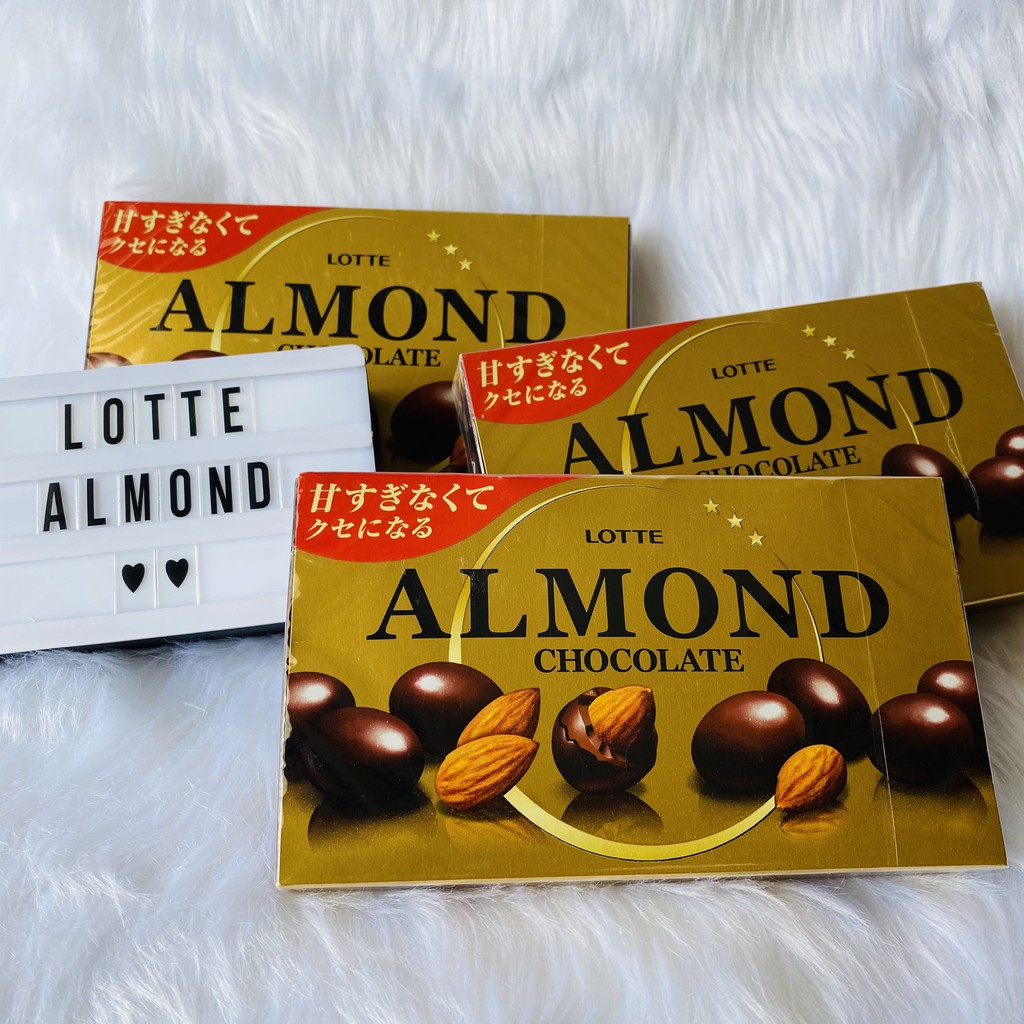 甘すぎなくて
クセになる
LOTTE
ALMOND
CHOCOLATE
甘すぎなくて
クセになる
LOTTE
ALMOND
CHOCOLATE
LOTTE
ALMOND
♥♥
甘すぎなくて
クセになる
LOTTE
ALMOND
CHOCOLATE